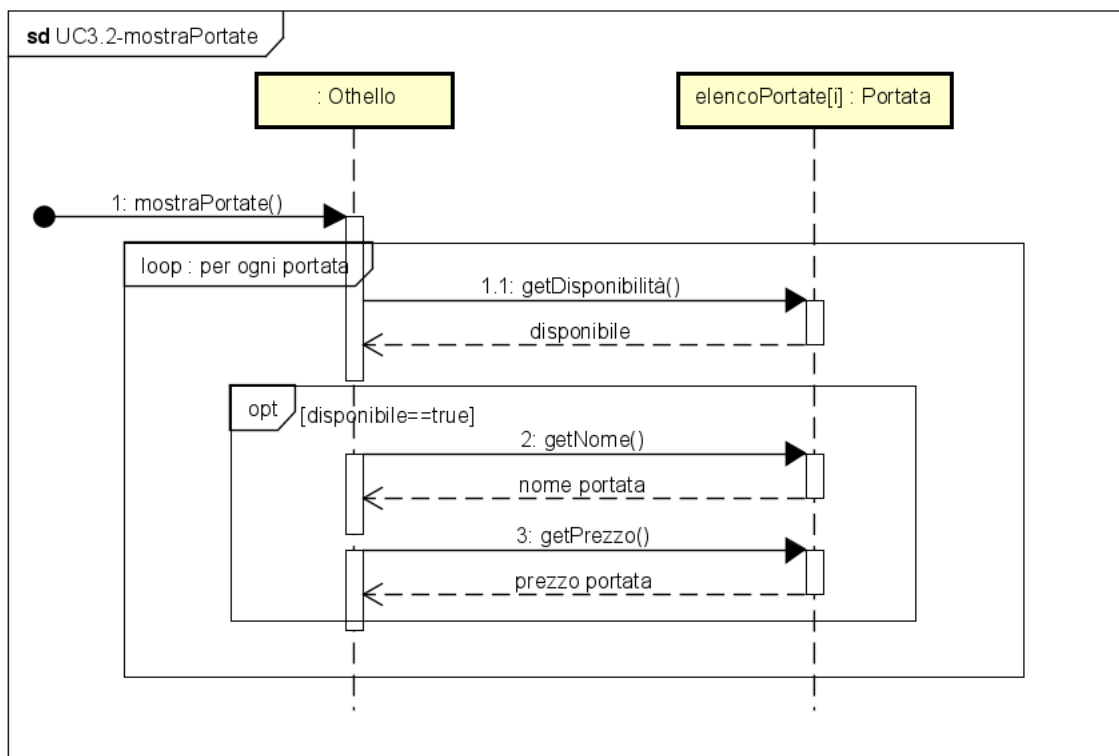 sd UC3.2-mostraPortate
: Othello
elencoPortate[i] : Portata
1: mostraPortate()
loop : per ogni portata
1.1: getDisponibilità()
disponibile
opt
[disponibile==true]
2: getNome()
nome portata
3: getPrezzo()
prezzo portata